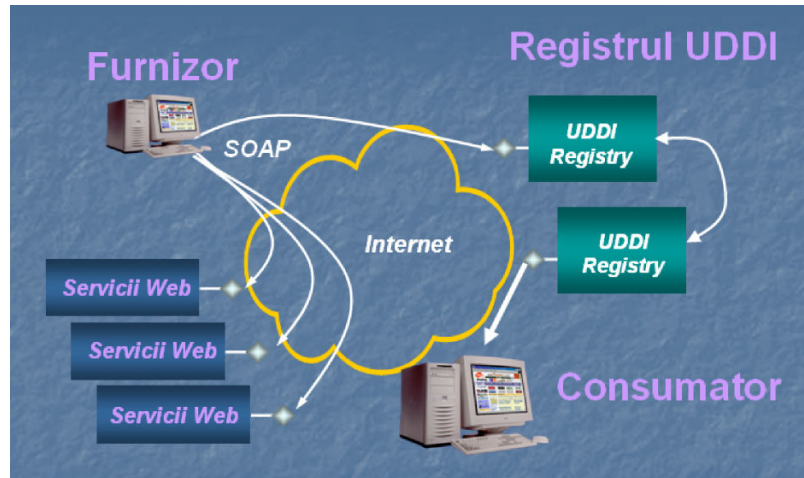 Furnizor
Registrul UDDI
SOAP
UDDI
Registry
UDDI
Registry
Internet
Servicii Web
Servicii Web
Servicii Web
Consumator